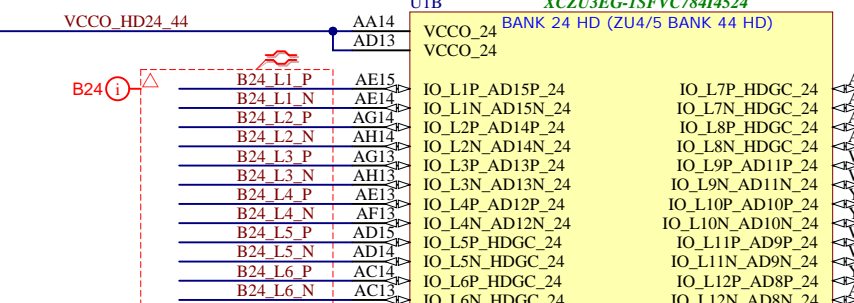 U1B XCZU3EG-1SFVC784I4524
VCCO_HD24_44 AA14 VCCO_24 BANK 24 HD (ZU4/5 BANK 44 HD)
AD13 VCCO_24
B24 i
B24_L1_P AE15 IO_L1P_AD15P_24 IO_L7P_HDGC_24
B24_L1_N AE14 IO_L1N_AD15N_24 IO_L7N_HDGC_24
B24_L2_P AG14 IO_L2P_AD14P_24 IO_L8P_HDGC_24
B24_L2_N AH14 IO_L2N_AD14N_24 IO_L8N_HDGC_24
B24_L3_P AG13 IO_L3P_AD13P_24 IO_L9P_AD11P_24
B24_L3_N AH13 IO_L3N_AD13N_24 IO_L9N_AD11N_24
B24_L4_P AE13 IO_L4P_AD12P_24 IO_L10P_AD10P_24
B24_L4_N AF13 IO_L4N_AD12N_24 IO_L10N_AD10N_24
B24_L5_P AD15 IO_L5P_HDGC_24 IO_L11P_AD9P_24
B24_L5_N AD14 IO_L5N_HDGC_24 IO_L11N_AD9N_24
B24_L6_P AC14 IO_L6P_HDGC_24 IO_L12P_AD8P_24
B24_L6_N AC13 IO_L6N_HDGC_24 IO_L12N_AD8N_24